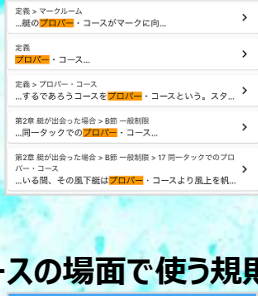 定義 > マークルーム
...艇のプロパー・コースがマークに向...
定義
プロパー・コース...
定義 > プロパー・コース
...するであろうコースをプロパー・コースという。スタ...
第2章 艇が出会った場合 > B節 一般制限
...同一タックでのプロパー・コース...
第2章 艇が出会った場合 > B節 一般制限 > 17 同一タックでのプロ
パー・コース
...いる間、その風下艇はプロパー・コースより風上を帆...
ースの場面で使う規則